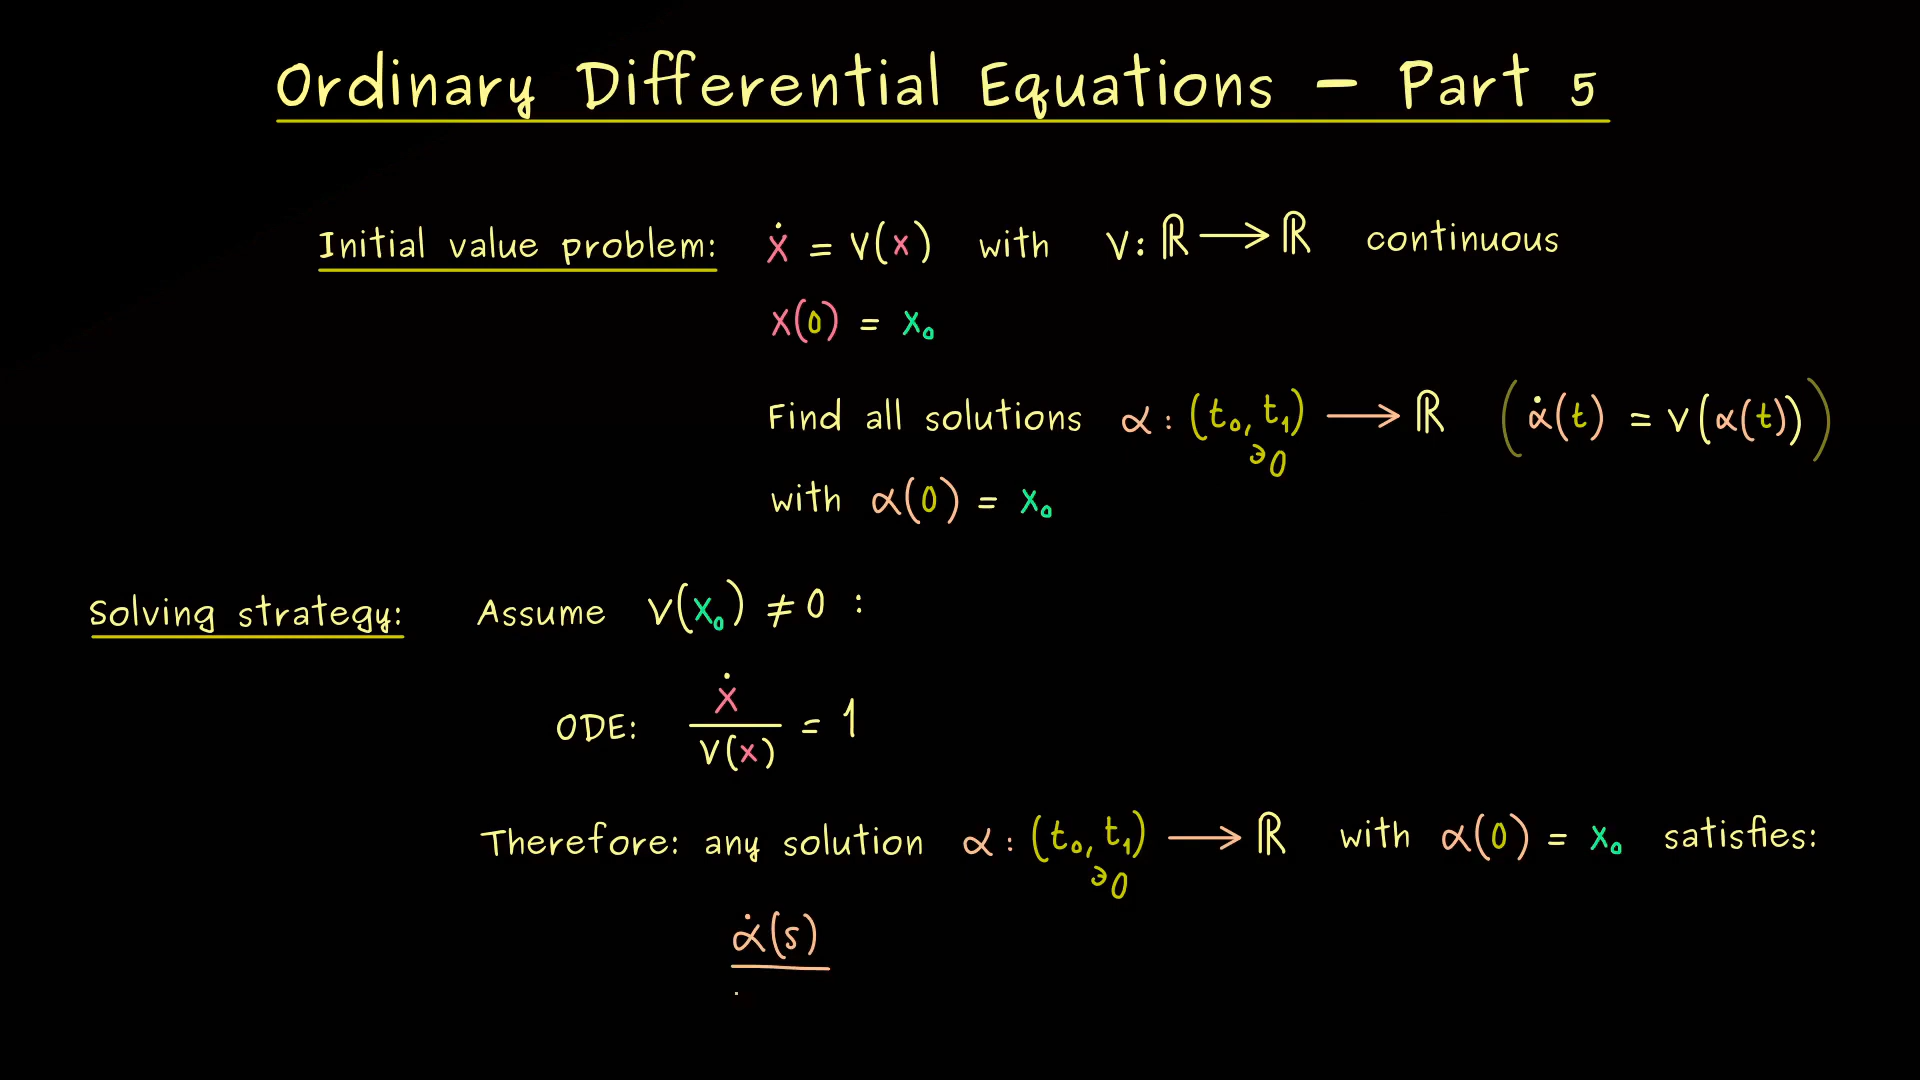 Ordinary Differential Equations – Part 5
Initial value problem: ẋ = v(x) with v: ℝ ⟶ ℝ continuous
x(0) = x₀
Find all solutions α: (t₀, t₁) ⟶ ℝ (α̇(t) = v(α(t)))
∋0
with α(0) = x₀
Solving strategy: Assume v(x₀) ≠ 0 :
ẋ
ODE: ── = 1
v(x)
Therefore: any solution α: (t₀, t₁) ⟶ ℝ with α(0) = x₀ satisfies:
∋0
α̇(s)